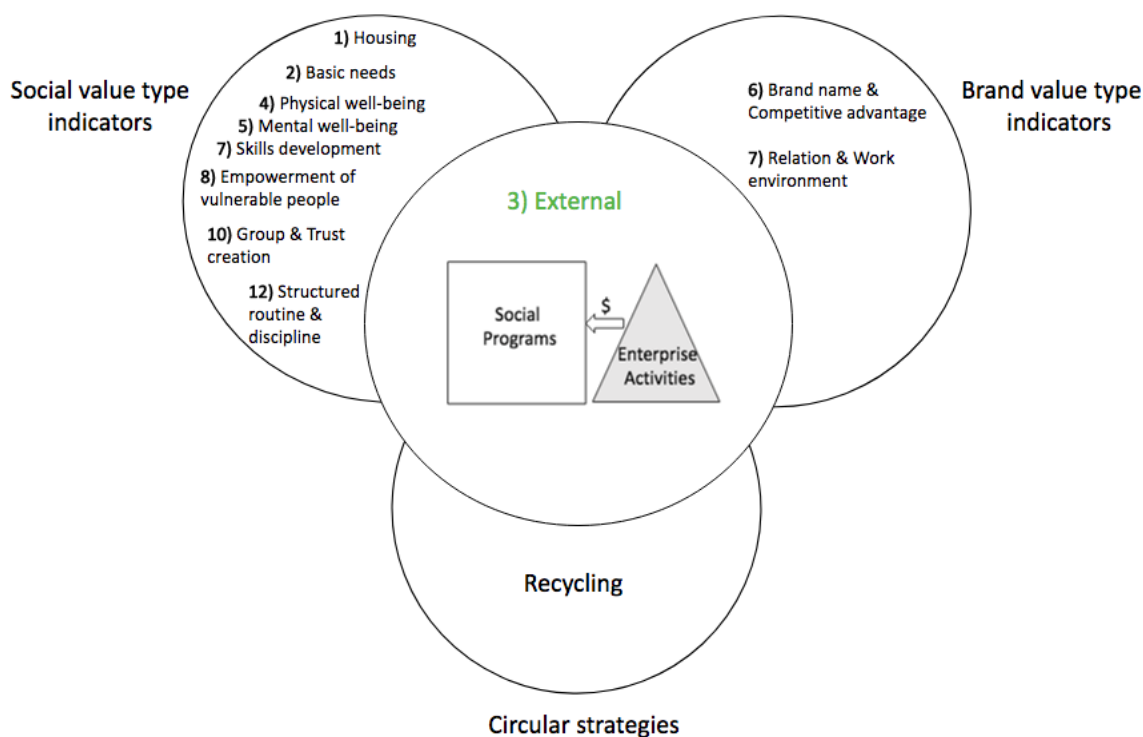 Social value type
indicators
1) Housing
2) Basic needs
4) Physical well-being
5) Mental well-being
7) Skills development
8) Empowerment of
vulnerable people
10) Group & Trust
creation
12) Structured
routine &
discipline
Brand value type
indicators
6) Brand name &
Competitive advantage
7) Relation & Work
environment
3) External
Social
Programs
$
Enterprise
Activities
Recycling
Circular strategies